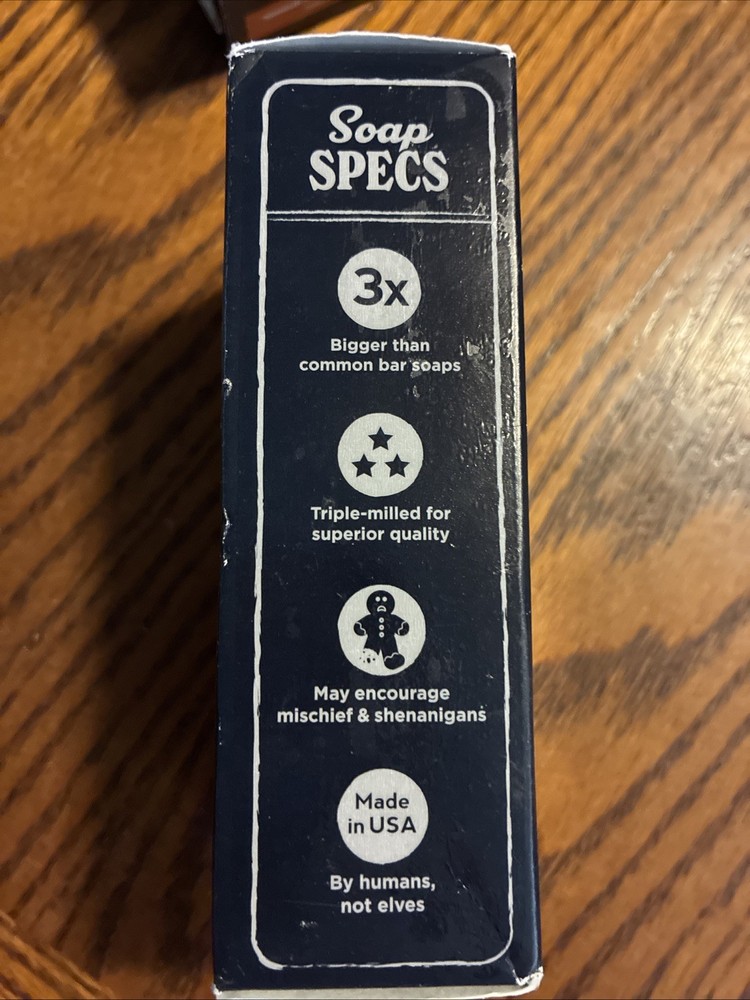 Soap
SPECS
3x
Bigger than
common bar soaps
Triple-milled for
superior quality
May encourage
mischief & shenanigans
Made
in USA
By humans,
not elves